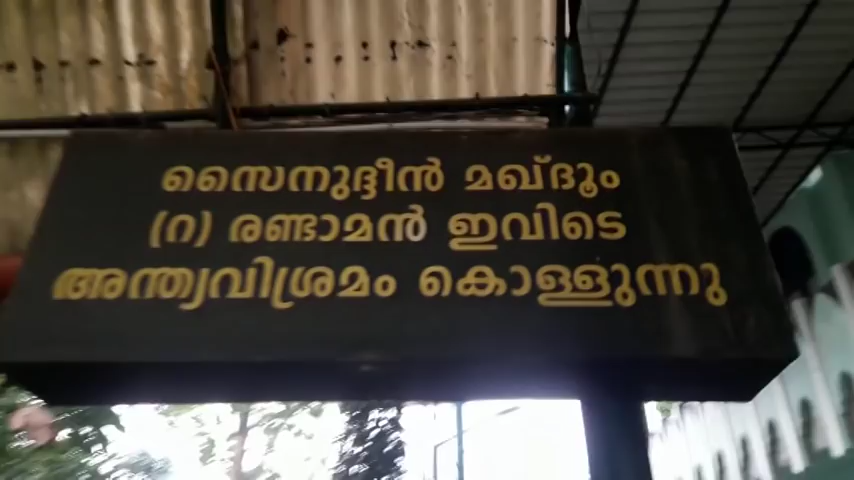 സൈനുദ്ദീൻ മഖ്ദൂം
(റ) രണ്ടാമൻ ഇവിടെ
അന്ത്യവിശ്രമം കൊള്ളുന്നു